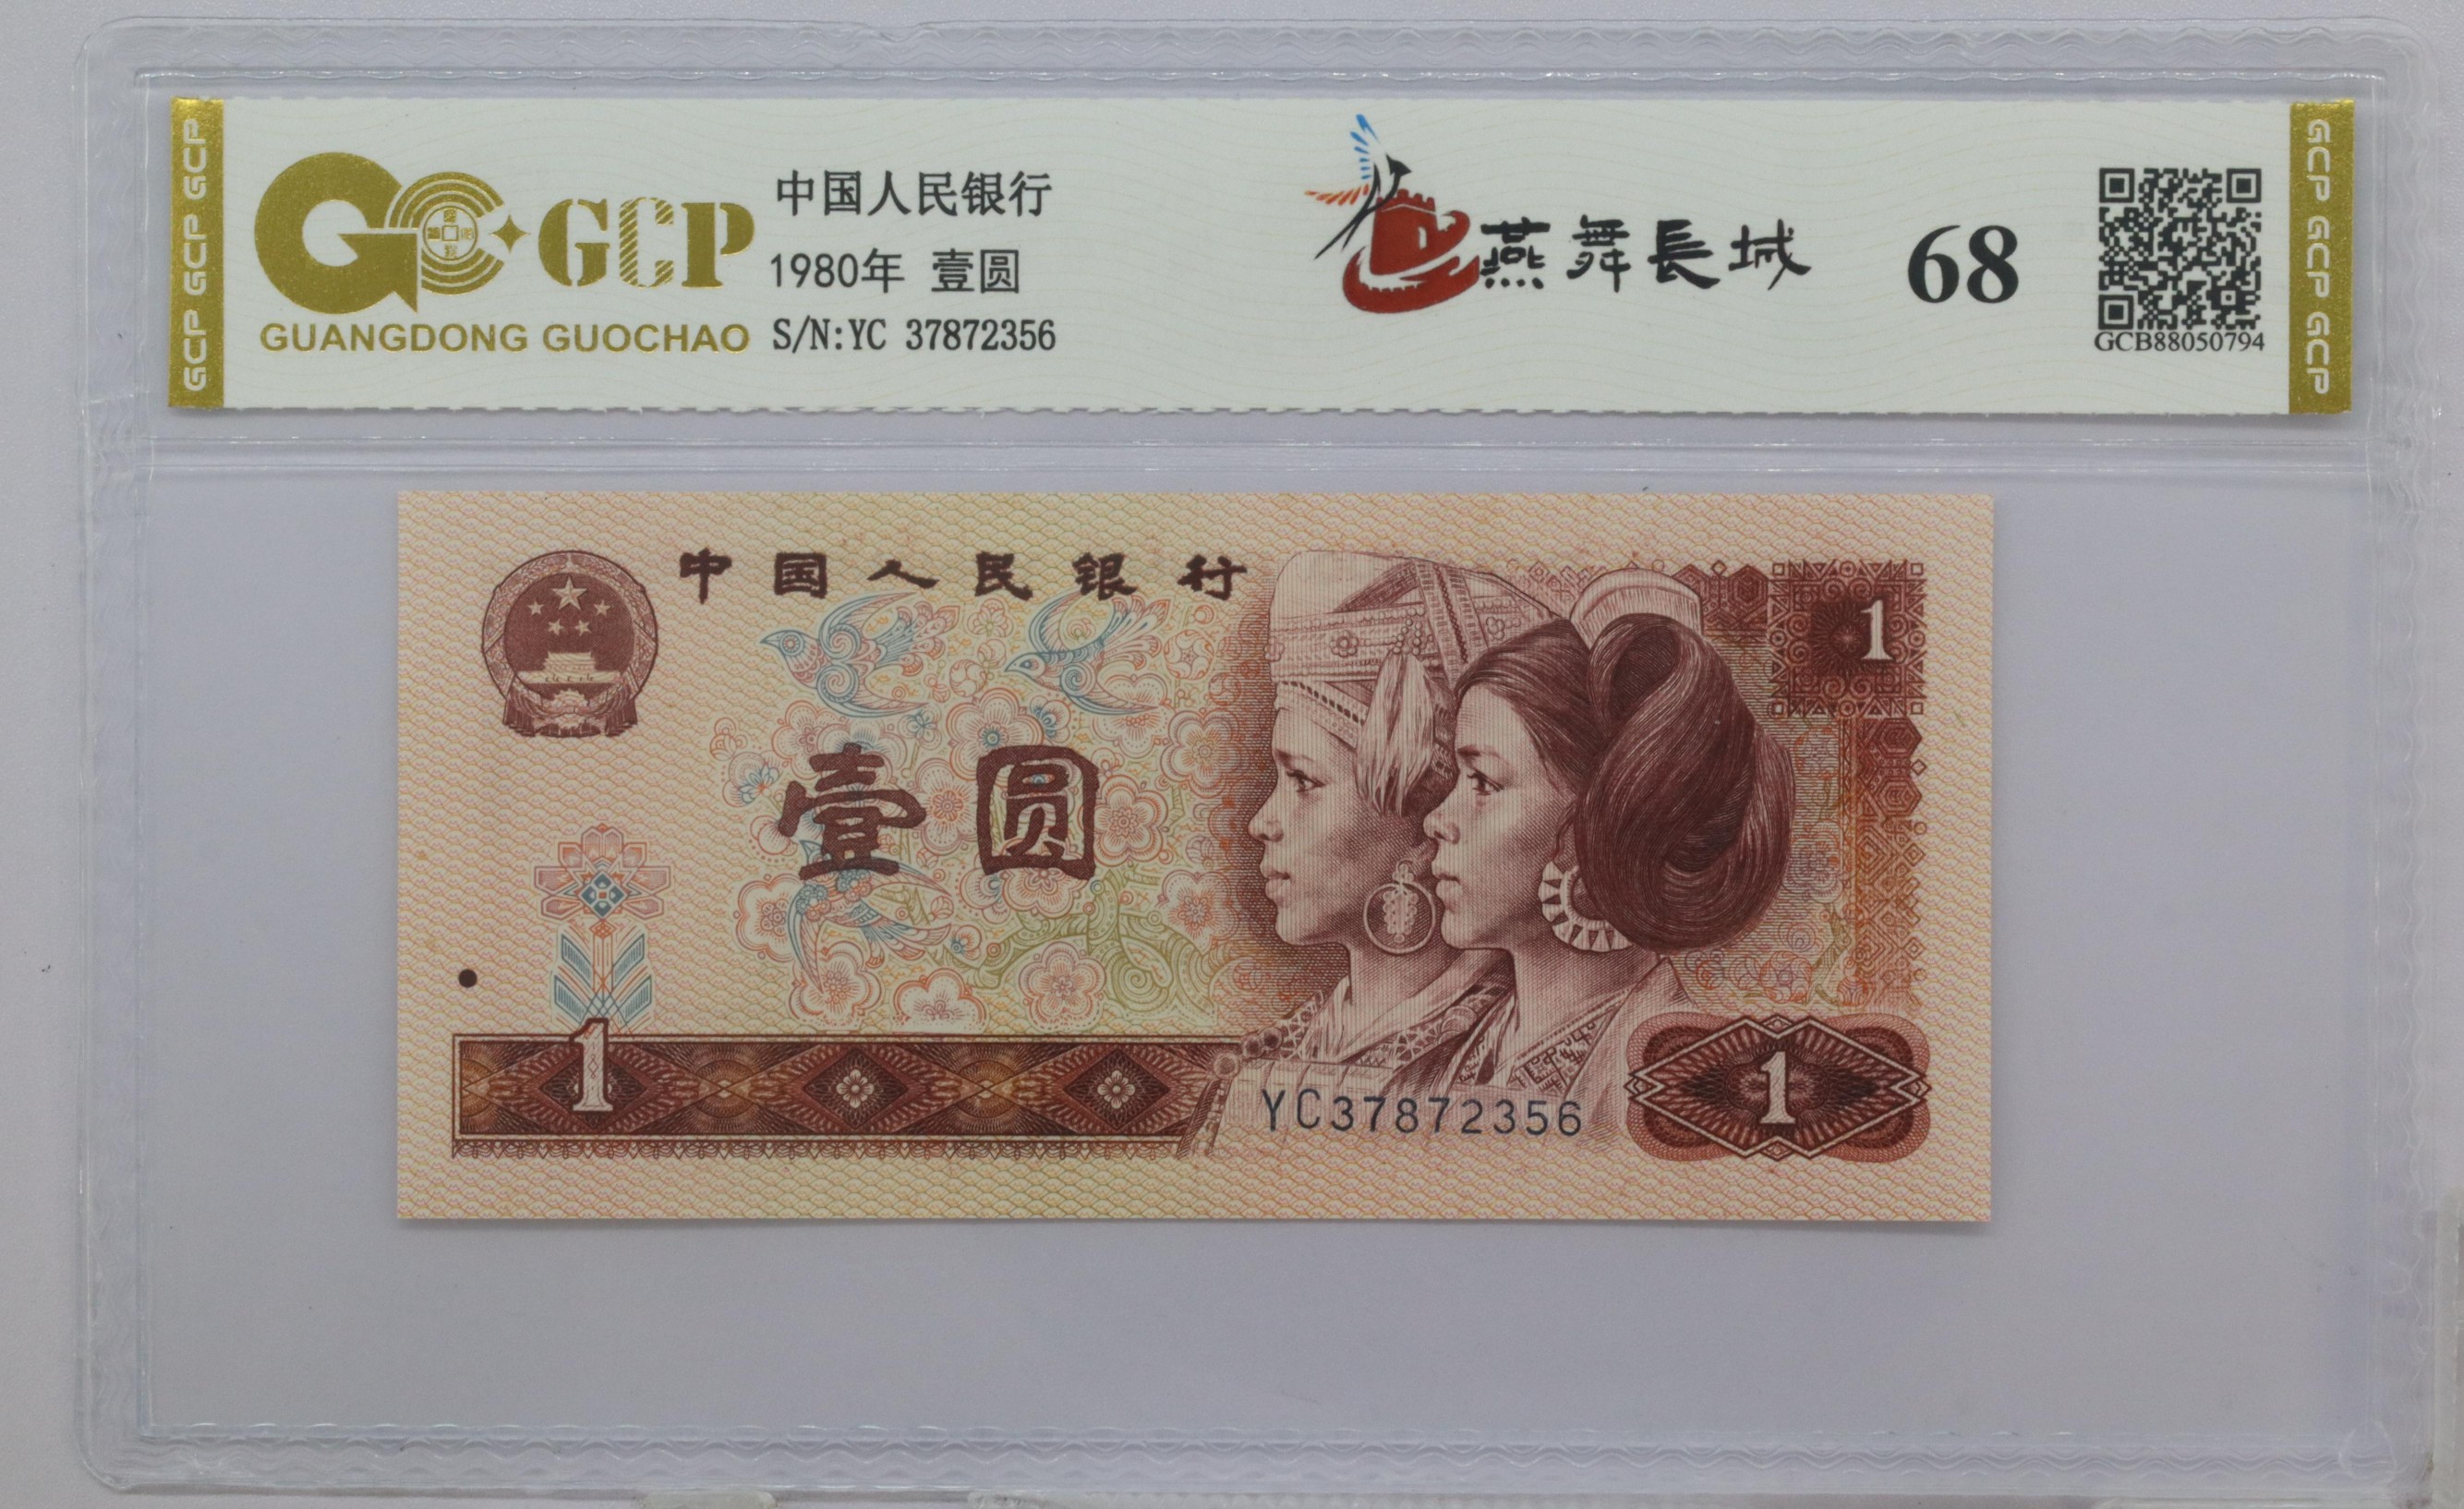 GCP GCP GCP
GCP
GUANGDONG GUOCHAO
中国人民银行
1980年 壹圆
S/N:YC 37872356
燕舞長城
68
GCB88050794
GCP GCP GCP
中国人民银行
1
壹圆
1
YC37872356
1